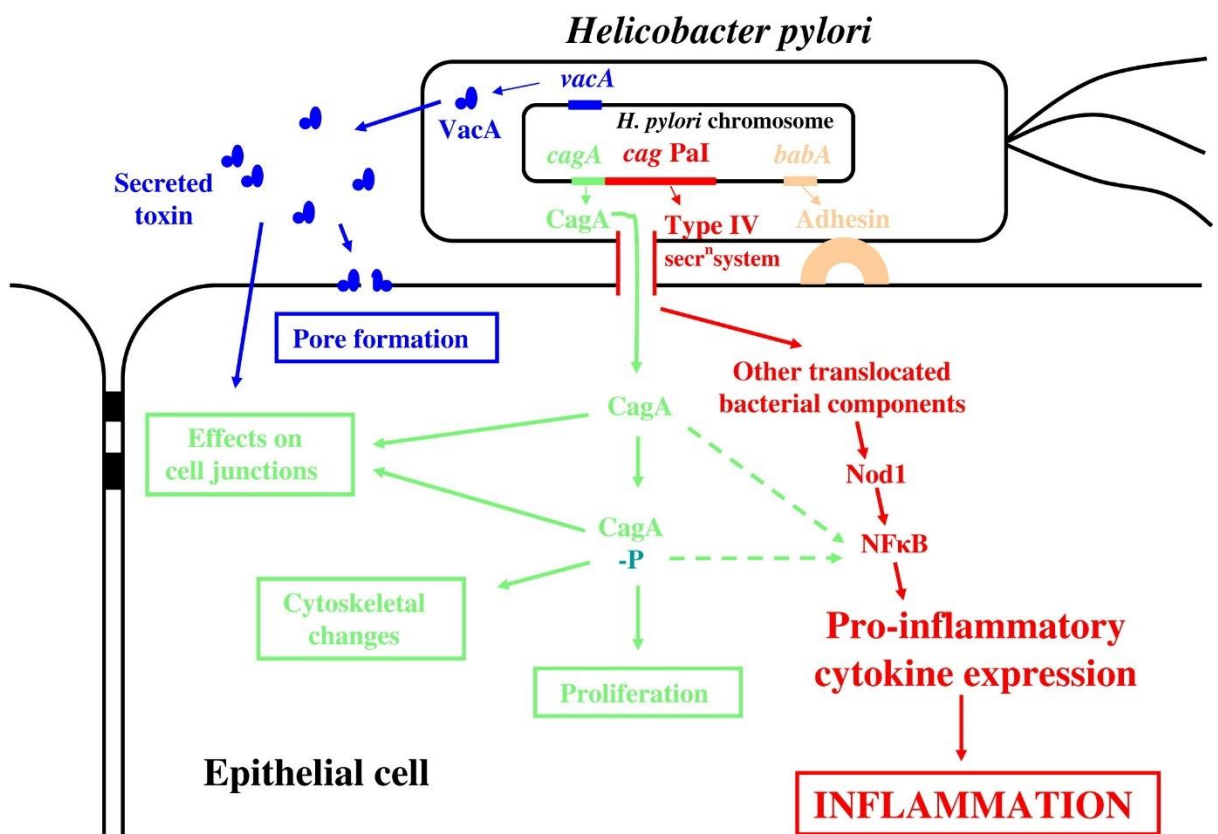 Helicobacter pylori
vacA
VacA
H. pylori chromosome
cagA cag PaI babA
CagA Type IV Adhesin
secrⁿ system
Secreted
toxin
Pore formation
Other translocated
bacterial components
CagA
Effects on
cell junctions
Nod1
CagA
-P
NFκB
Cytoskeletal
changes
Pro-inflammatory
cytokine expression
Proliferation
Epithelial cell
INFLAMMATION